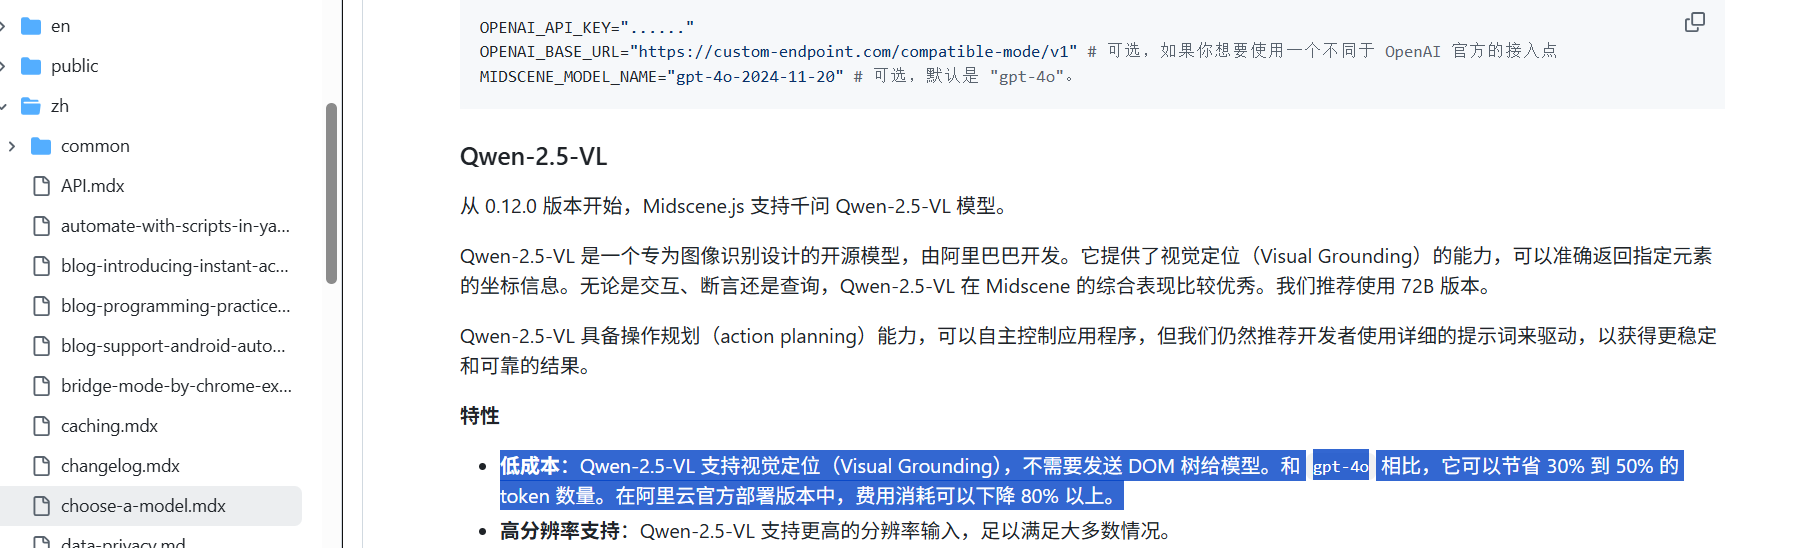 en
public
zh
common
API.mdx
automate-with-scripts-in-ya...
blog-introducing-instant-ac...
blog-programming-practice...
blog-support-android-auto...
bridge-mode-by-chrome-ex...
caching.mdx
changelog.mdx
choose-a-model.mdx
data-privacy.md
OPENAI_API_KEY="......"
OPENAI_BASE_URL="https://custom-endpoint.com/compatible-mode/v1" # 可选，如果你想要使用一个不同于 OpenAI 官方的接入点
MIDSCENE_MODEL_NAME="gpt-4o-2024-11-20" # 可选，默认是 "gpt-4o"。
Qwen-2.5-VL
从 0.12.0 版本开始，Midscene.js 支持千问 Qwen-2.5-VL 模型。
Qwen-2.5-VL 是一个专为图像识别设计的开源模型，由阿里巴巴开发。它提供了视觉定位（Visual Grounding）的能力，可以准确返回指定元素
的坐标信息。无论是交互、断言还是查询，Qwen-2.5-VL 在 Midscene 的综合表现比较优秀。我们推荐使用 72B 版本。
Qwen-2.5-VL 具备操作规划（action planning）能力，可以自主控制应用程序，但我们仍然推荐开发者使用详细的提示词来驱动，以获得更稳定
和可靠的结果。
特性
• 低成本：Qwen-2.5-VL 支持视觉定位（Visual Grounding），不需要发送 DOM 树给模型。和 gpt-4o 相比，它可以节省 30% 到 50% 的
token 数量。在阿里云官方部署版本中，费用消耗可以下降 80% 以上。
• 高分辨率支持：Qwen-2.5-VL 支持更高的分辨率输入，足以满足大多数情况。